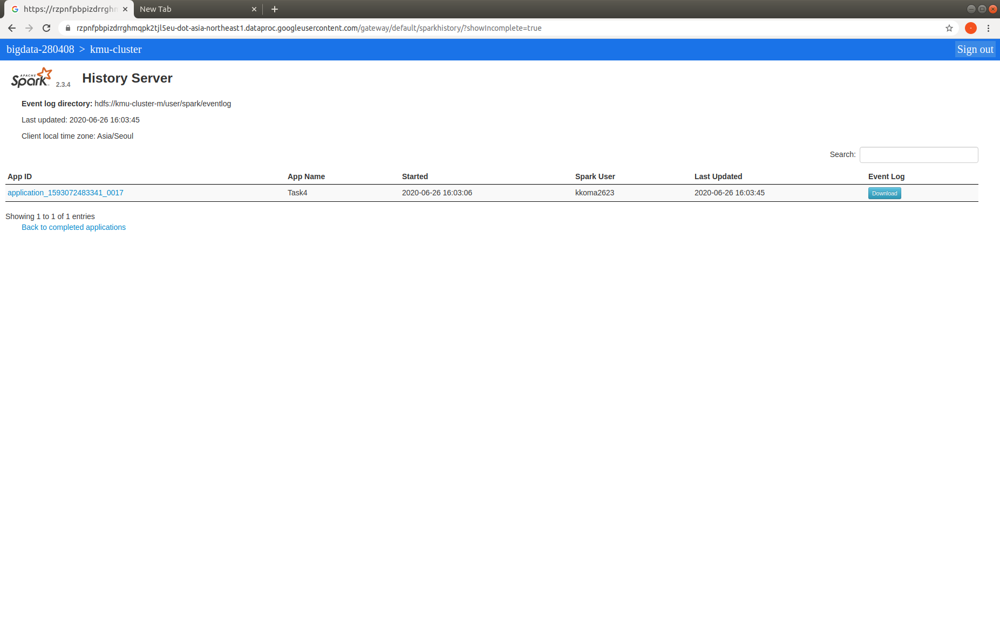 https://rzpnfpbpizdrrghm
New Tab
rzpnfpbpizdrrghmqpk2tjl5eu-dot-asia-northeast1.dataproc.googleusercontent.com/gateway/default/sparkhistory/?showIncomplete=true
bigdata-280408 > kmu-cluster
Sign out
APACHE
Spark 2.3.4 History Server
Event log directory: hdfs://kmu-cluster-m/user/spark/eventlog
Last updated: 2020-06-26 16:03:45
Client local time zone: Asia/Seoul
Search:
App ID App Name Started Spark User Last Updated Event Log
application_1593072483341_0017 Task4 2020-06-26 16:03:06 kkoma2623 2020-06-26 16:03:45 Download
Showing 1 to 1 of 1 entries
Back to completed applications